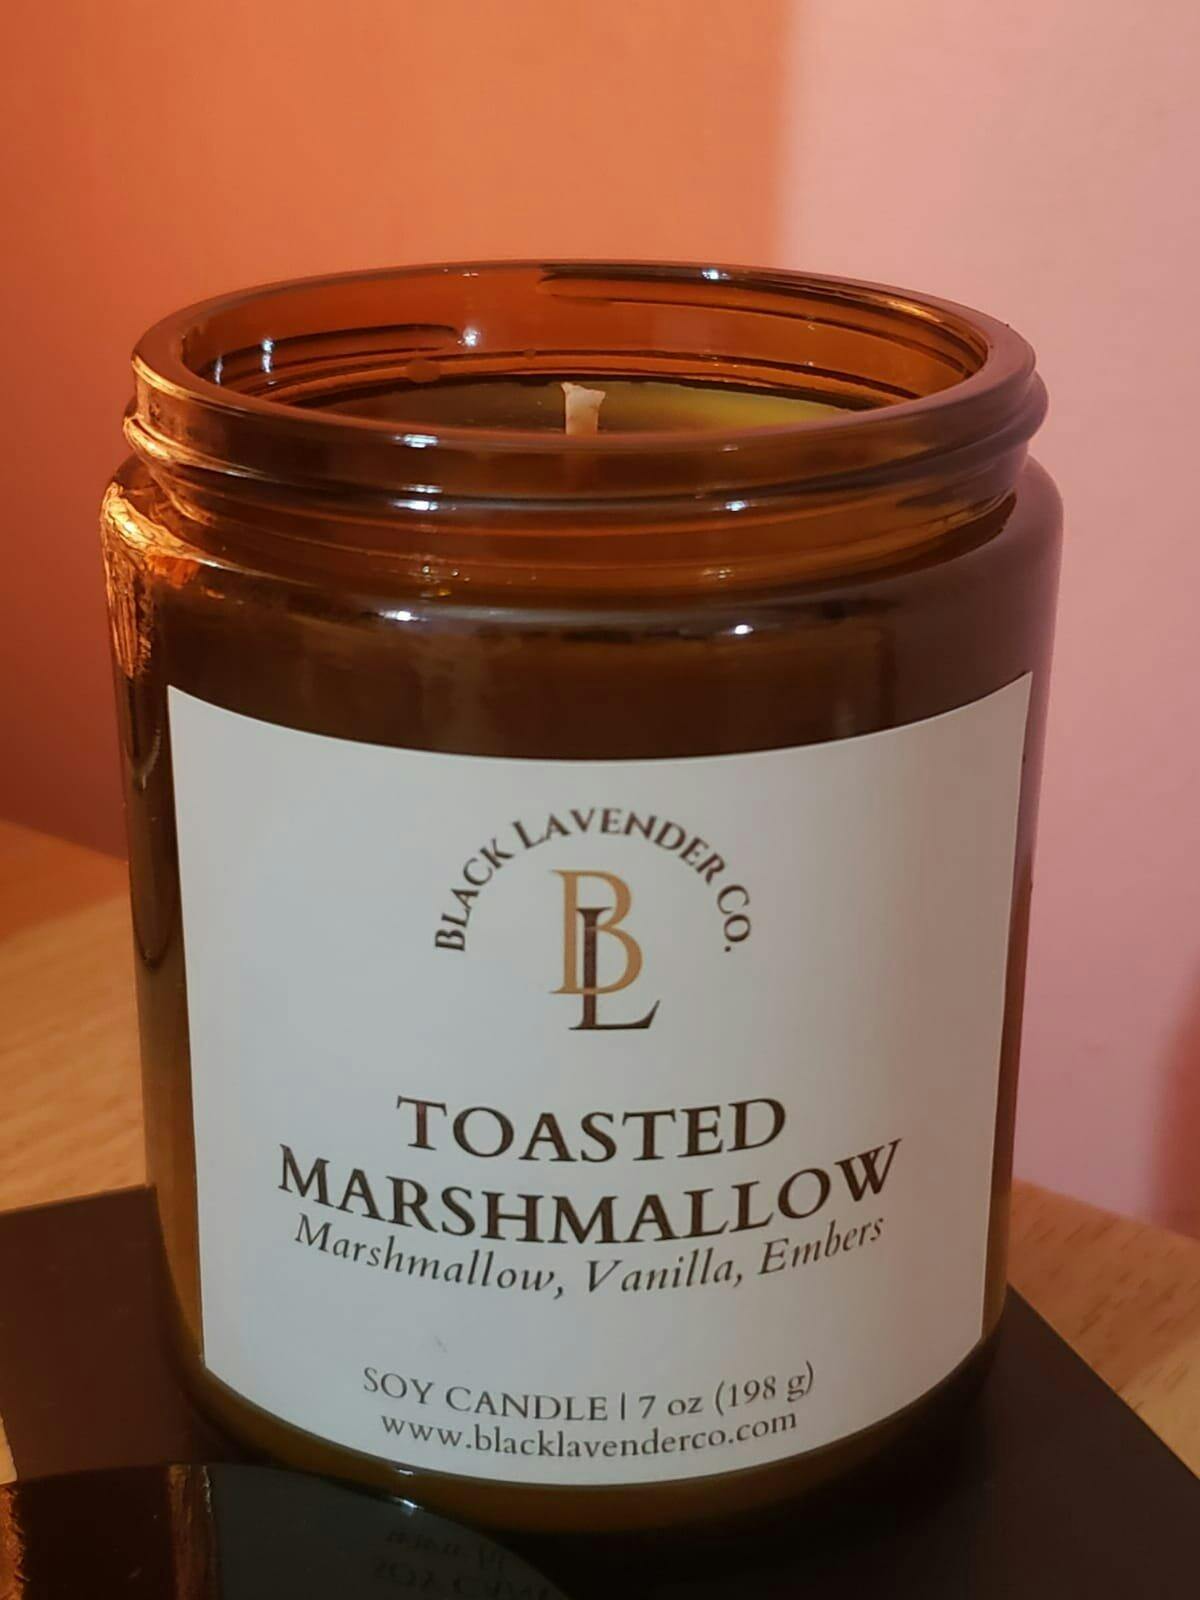 BLACK LAVENDER CO.
BL
TOASTED
MARSHMALLOW
Marshmallow, Vanilla, Embers
SOY CANDLE | 7 oz (198 g)
www.blacklavenderco.com